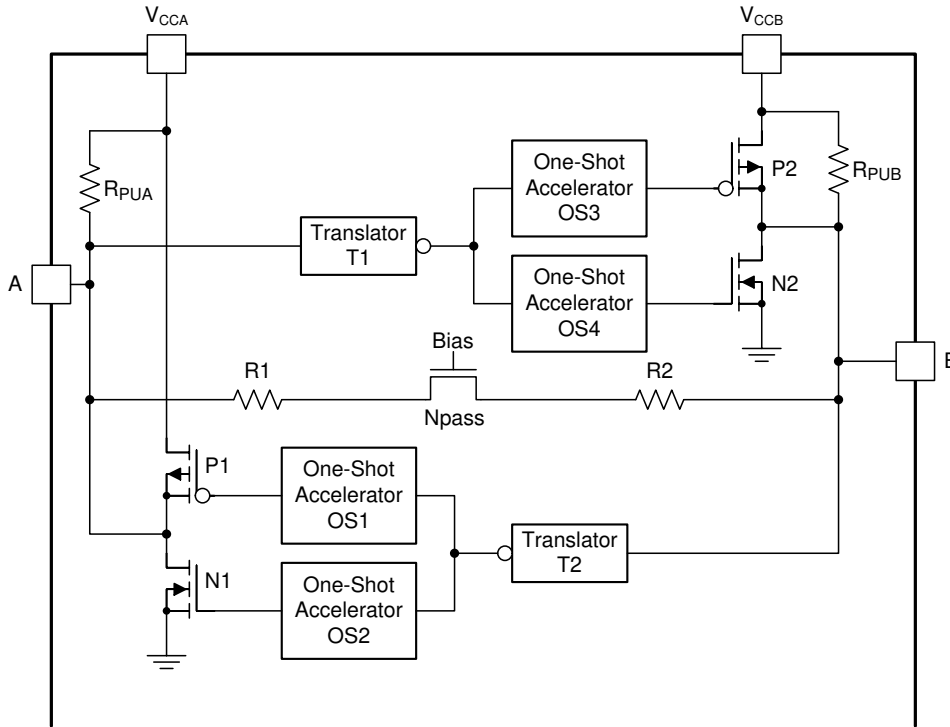 VCCA
VCCB
RPUA
One-Shot
Accelerator
OS3
P2
RPUB
Translator
T1
A
One-Shot
Accelerator
OS4
N2
Bias
R1
R2
Npass
P1
One-Shot
Accelerator
OS1
Translator
T2
N1
One-Shot
Accelerator
OS2